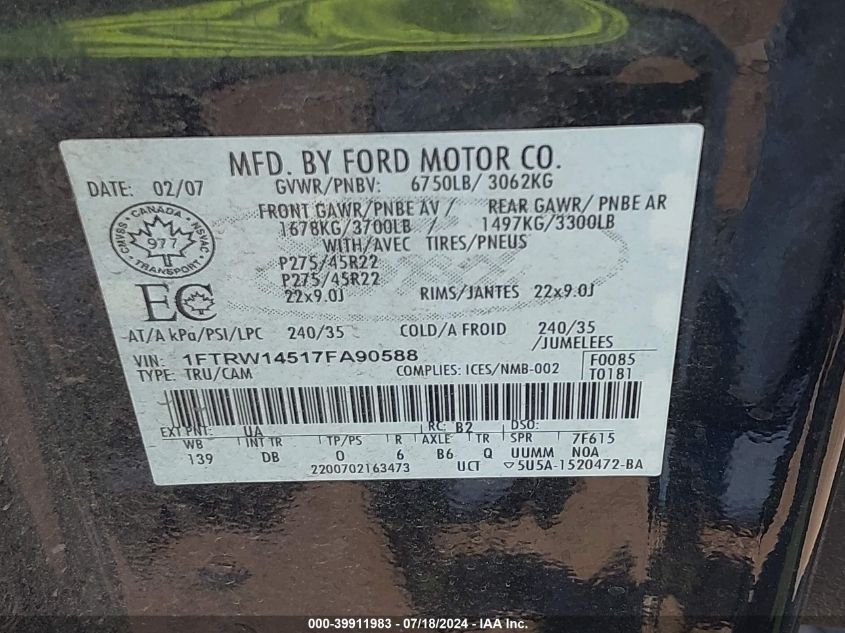 MFD. BY FORD MOTOR CO.
DATE: 02/07 GVWR/PNBV: 6750LB/ 3062KG
FRONT GAWR/PNBE AV / REAR GAWR/ PNBE AR
1678KG/3700LB / 1497KG/3300LB
WITH/AVEC TIRES/PNEUS
CANADA
CMVSS 977 NSVAC
TRANSPORT
P275/45R22
P275/45R22
EC 22x9.0J RIMS/JANTES 22x9.0J
AT/A kPa/PSI/LPC 240/35 COLD/A FROID 240/35
/JUMELEES
VIN: 1FTRW14517FA90588 F0085
TYPE: TRU/CAM COMPLIES: ICES/NMB-002 T0181
EXT PNT: UA RC: B2 DSO:
WB INT TR TP/PS R AXLE TR SPR 7F615
139 DB 0 6 B6 Q UUMM NOA
2200702163473 UCT 5U5A-1520472-BA
000-39911983 - 07/18/2024 - IAA Inc.